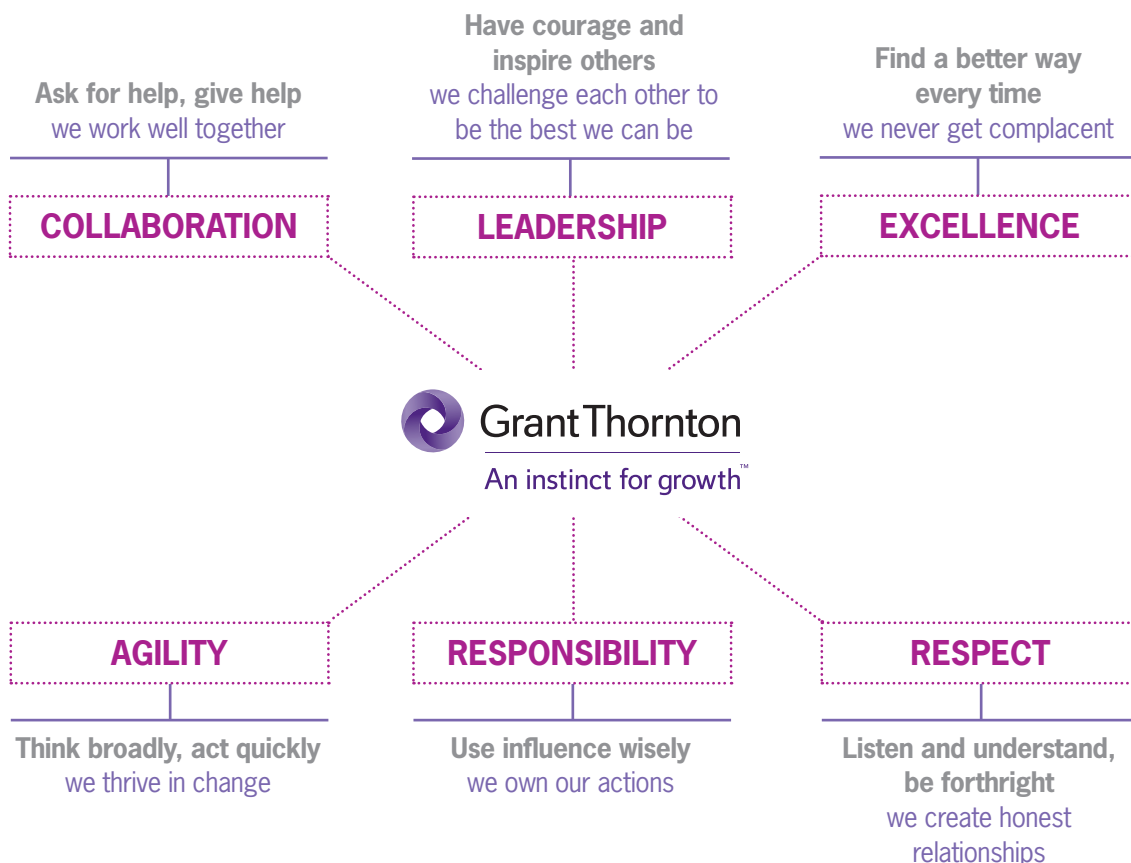 Ask for help, give help
we work well together
COLLABORATION
Have courage and
inspire others
we challenge each other to
be the best we can be
LEADERSHIP
Find a better way
every time
we never get complacent
EXCELLENCE
Grant Thornton
An instinct for growth™
AGILITY
Think broadly, act quickly
we thrive in change
RESPONSIBILITY
Use influence wisely
we own our actions
RESPECT
Listen and understand,
be forthright
we create honest
relationships